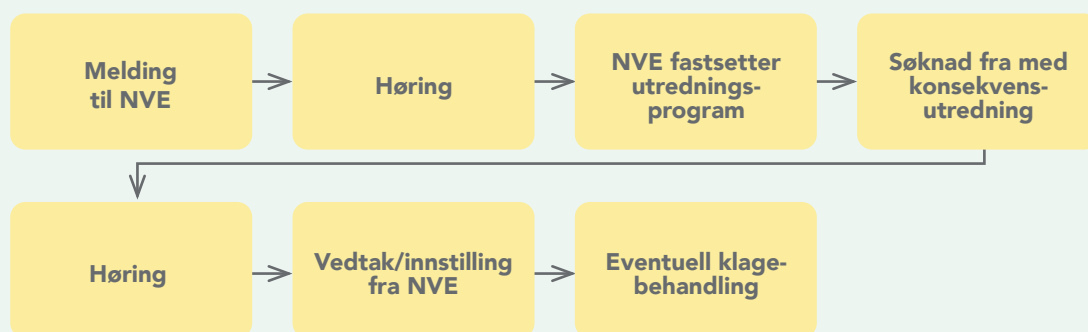 Melding
til NVE
Høring
NVE fastsetter
utrednings-
program
Søknad fra med
konsekvens-
utredning
Høring
Vedtak/innstilling
fra NVE
Eventuell klage-
behandling